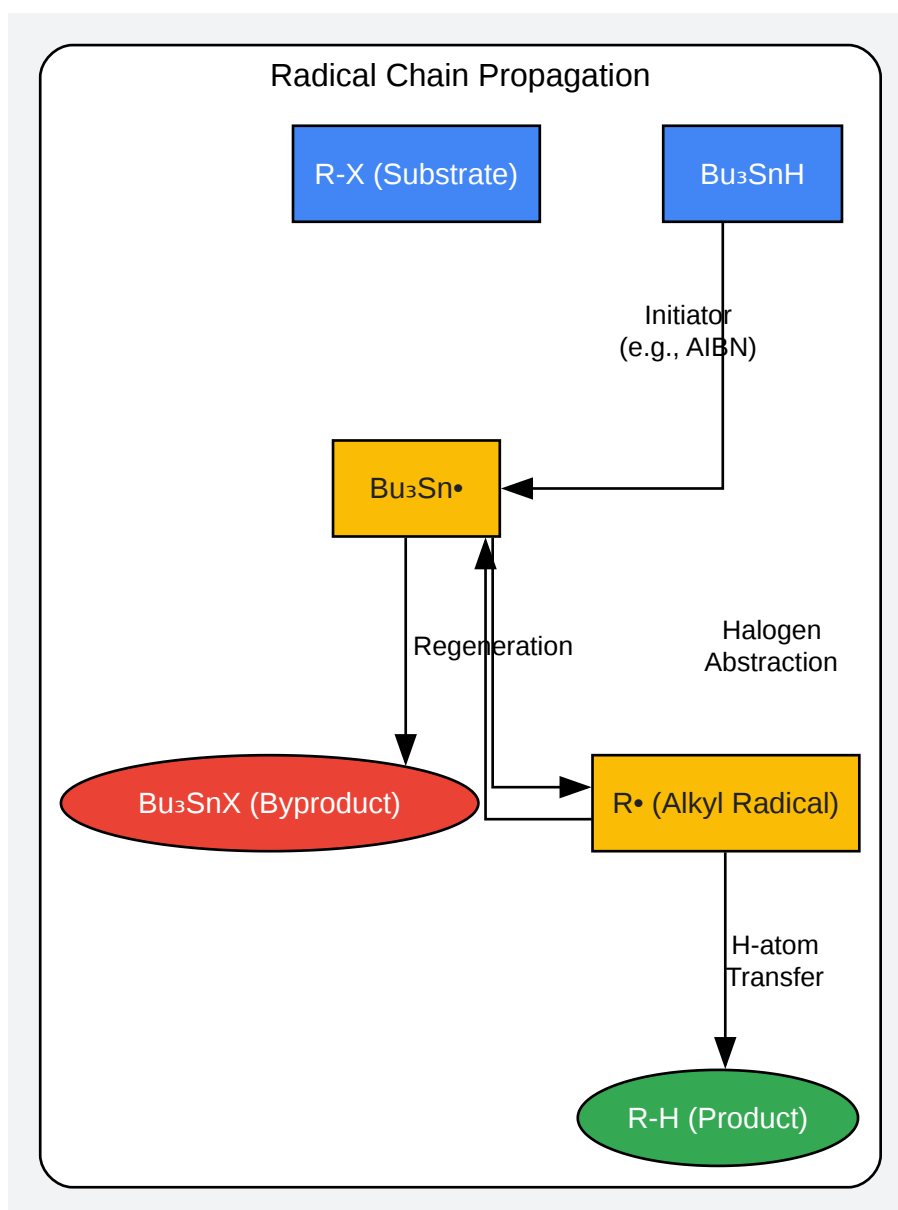 Radical Chain Propagation
R-X (Substrate)
Bu₃SnH
Initiator
(e.g., AIBN)
Bu₃Sn•
Regeneration
Halogen
Abstraction
Bu₃SnX (Byproduct)
R• (Alkyl Radical)
H-atom
Transfer
R-H (Product)